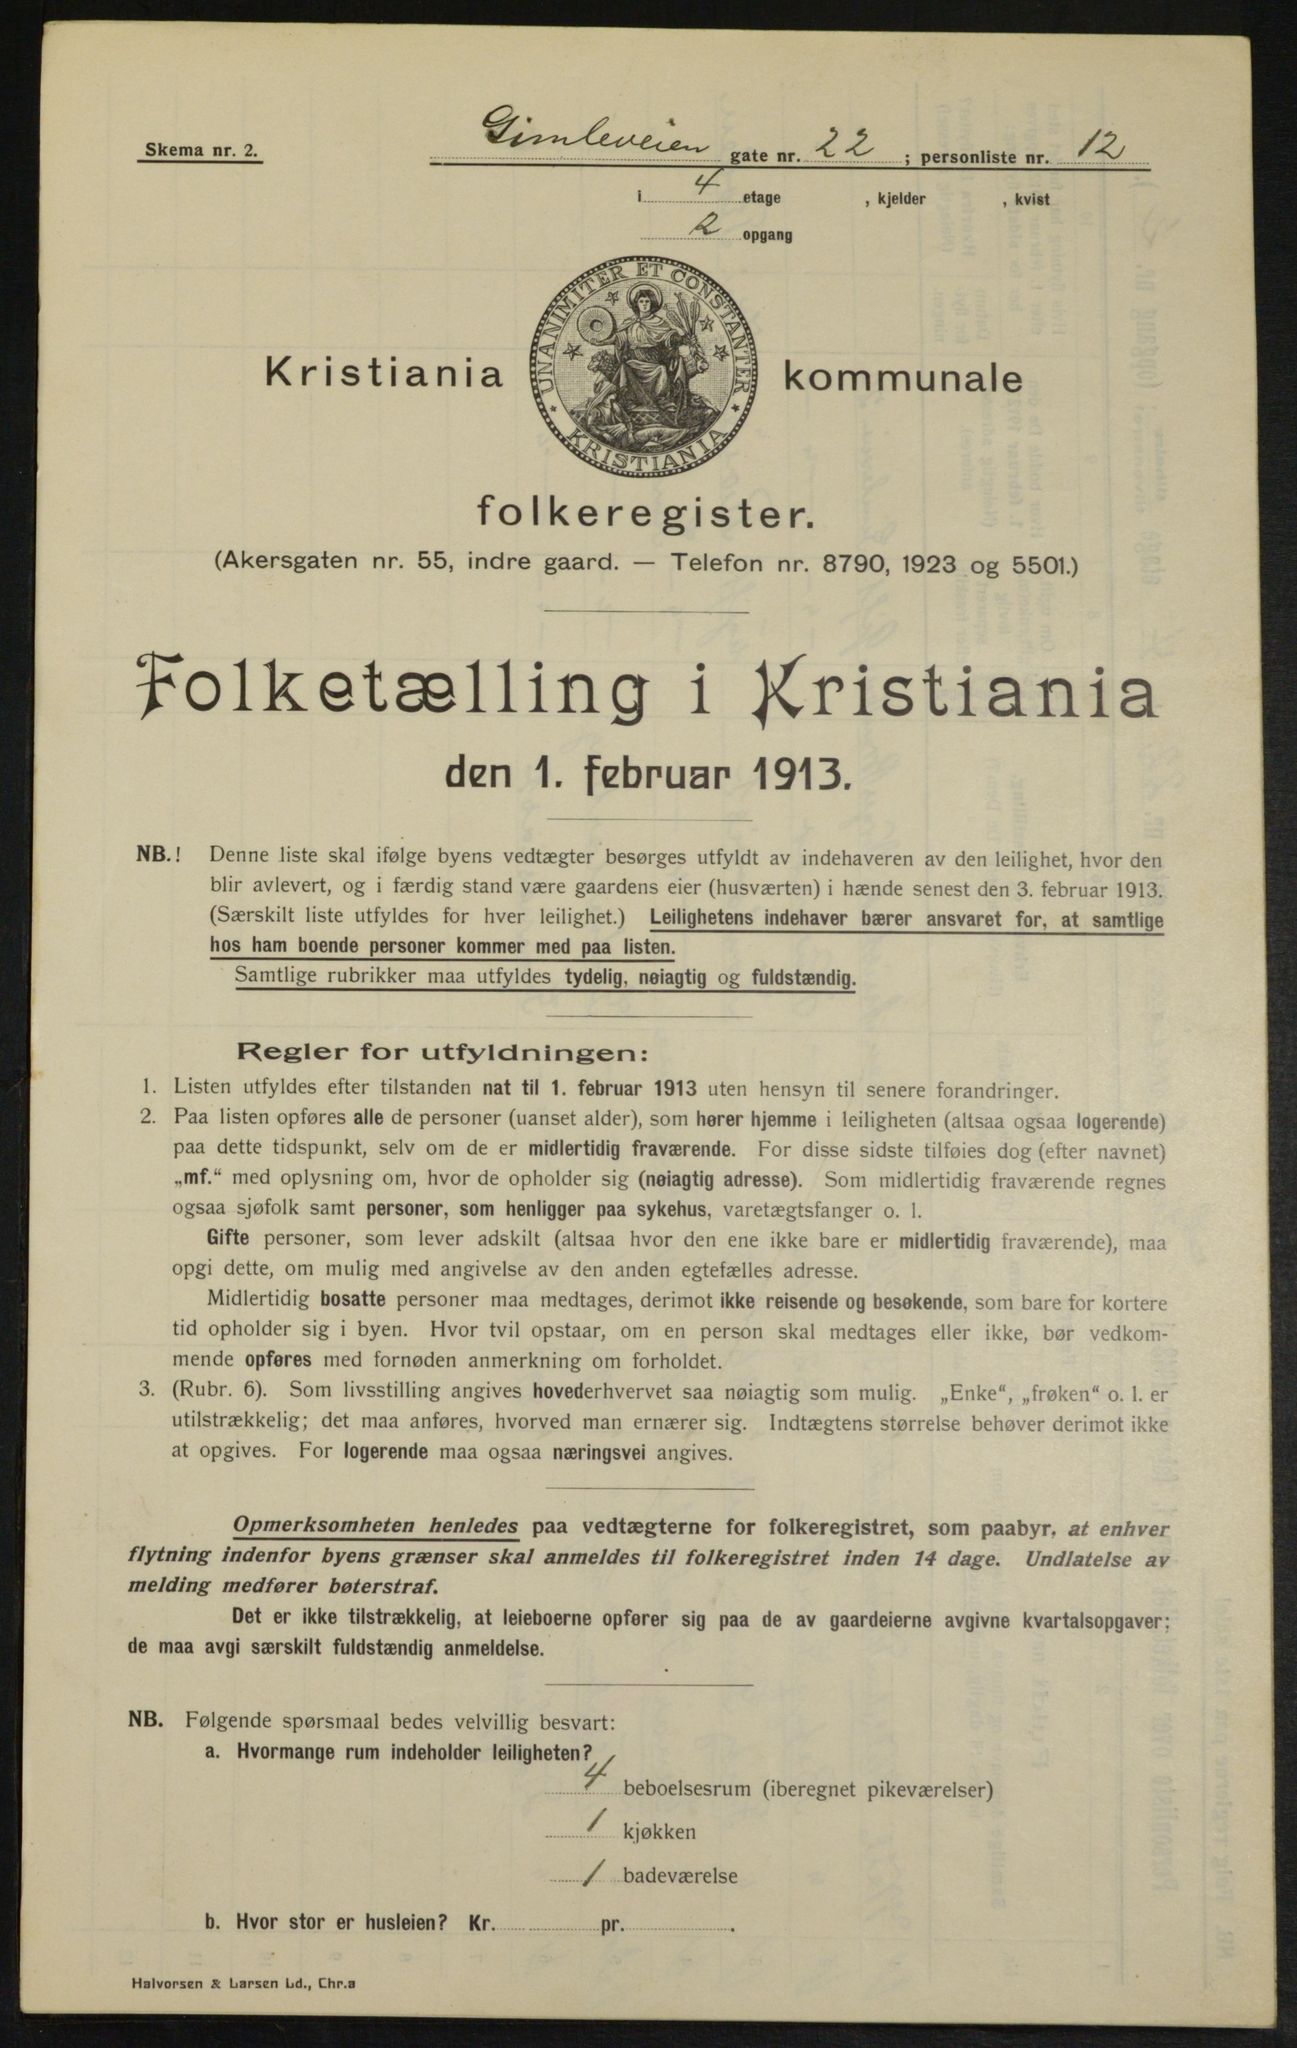 Skema nr. 2.
Gimleveien gate nr. 22 ; personliste nr. 12
i 4 etage , kjelder , kvist
2 opgang
UNANIMITER ET CONSTANTER
KRISTIANIA
Kristiania kommunale
folkeregister.
(Akersgaten nr. 55, indre gaard. — Telefon nr. 8790, 1923 og 5501.)
Folketælling i Kristiania
den 1. februar 1913.
NB.! Denne liste skal ifølge byens vedtægter besørges utfyldt av indehaveren av den leilighet, hvor den
blir avlevert, og i færdig stand være gaardens eier (husværten) i hænde senest den 3. februar 1913.
(Særskilt liste utfyldes for hver leilighet.) Leilighetens indehaver bærer ansvaret for, at samtlige
hos ham boende personer kommer med paa listen.
Samtlige rubrikker maa utfyldes tydelig, nøiagtig og fuldstændig.
Regler for utfyldningen:
1. Listen utfyldes efter tilstanden nat til 1. februar 1913 uten hensyn til senere forandringer.
2. Paa listen opføres alle de personer (uanset alder), som hører hjemme i leiligheten (altsaa ogsaa logerende)
paa dette tidspunkt, selv om de er midlertidig fraværende. For disse sidste tilføies dog (efter navnet)
„mf.“ med oplysning om, hvor de opholder sig (nøiagtig adresse). Som midlertidig fraværende regnes
ogsaa sjøfolk samt personer, som henligger paa sykehus, varetægtsfanger o. l.
Gifte personer, som lever adskilt (altsaa hvor den ene ikke bare er midlertidig fraværende), maa
opgi dette, om mulig med angivelse av den anden egtefælles adresse.
Midlertidig bosatte personer maa medtages, derimot ikke reisende og besøkende, som bare for kortere
tid opholder sig i byen. Hvor tvil opstaar, om en person skal medtages eller ikke, bør vedkom-
mende opføres med fornøden anmerkning om forholdet.
3. (Rubr. 6). Som livsstilling angives hovederhvervet saa nøiagtig som mulig. „Enke“, „frøken“ o. l. er
utilstrækkelig; det maa anføres, hvorved man ernærer sig. Indtægtens størrelse behøver derimot ikke
at opgives. For logerende maa ogsaa næringsvei angives.
Opmerksomheten henledes paa vedtægterne for folkeregistret, som paabyr, at enhver
flytning indenfor byens grænser skal anmeldes til folkeregistret inden 14 dage. Undlatelse av
melding medfører bøterstraf.
Det er ikke tilstrækkelig, at leieboerne opfører sig paa de av gaardeierne avgivne kvartalsopgaver;
de maa avgi særskilt fuldstændig anmeldelse.
NB. Følgende spørsmaal bedes velvillig besvart:
a. Hvormange rum indeholder leiligheten?
4 beboelsesrum (iberegnet pikeværelser)
1 kjøkken
1 badeværelse
b. Hvor stor er husleien? Kr. pr. .
Halvorsen & Larsen Ld., Chr.a